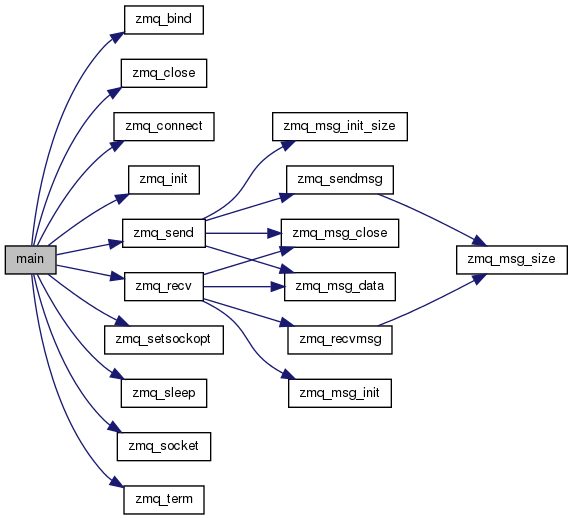 main
zmq_bind
zmq_close
zmq_connect
zmq_init
zmq_send
zmq_recv
zmq_setsockopt
zmq_sleep
zmq_socket
zmq_term
zmq_msg_init_size
zmq_sendmsg
zmq_msg_close
zmq_msg_data
zmq_recvmsg
zmq_msg_init
zmq_msg_size